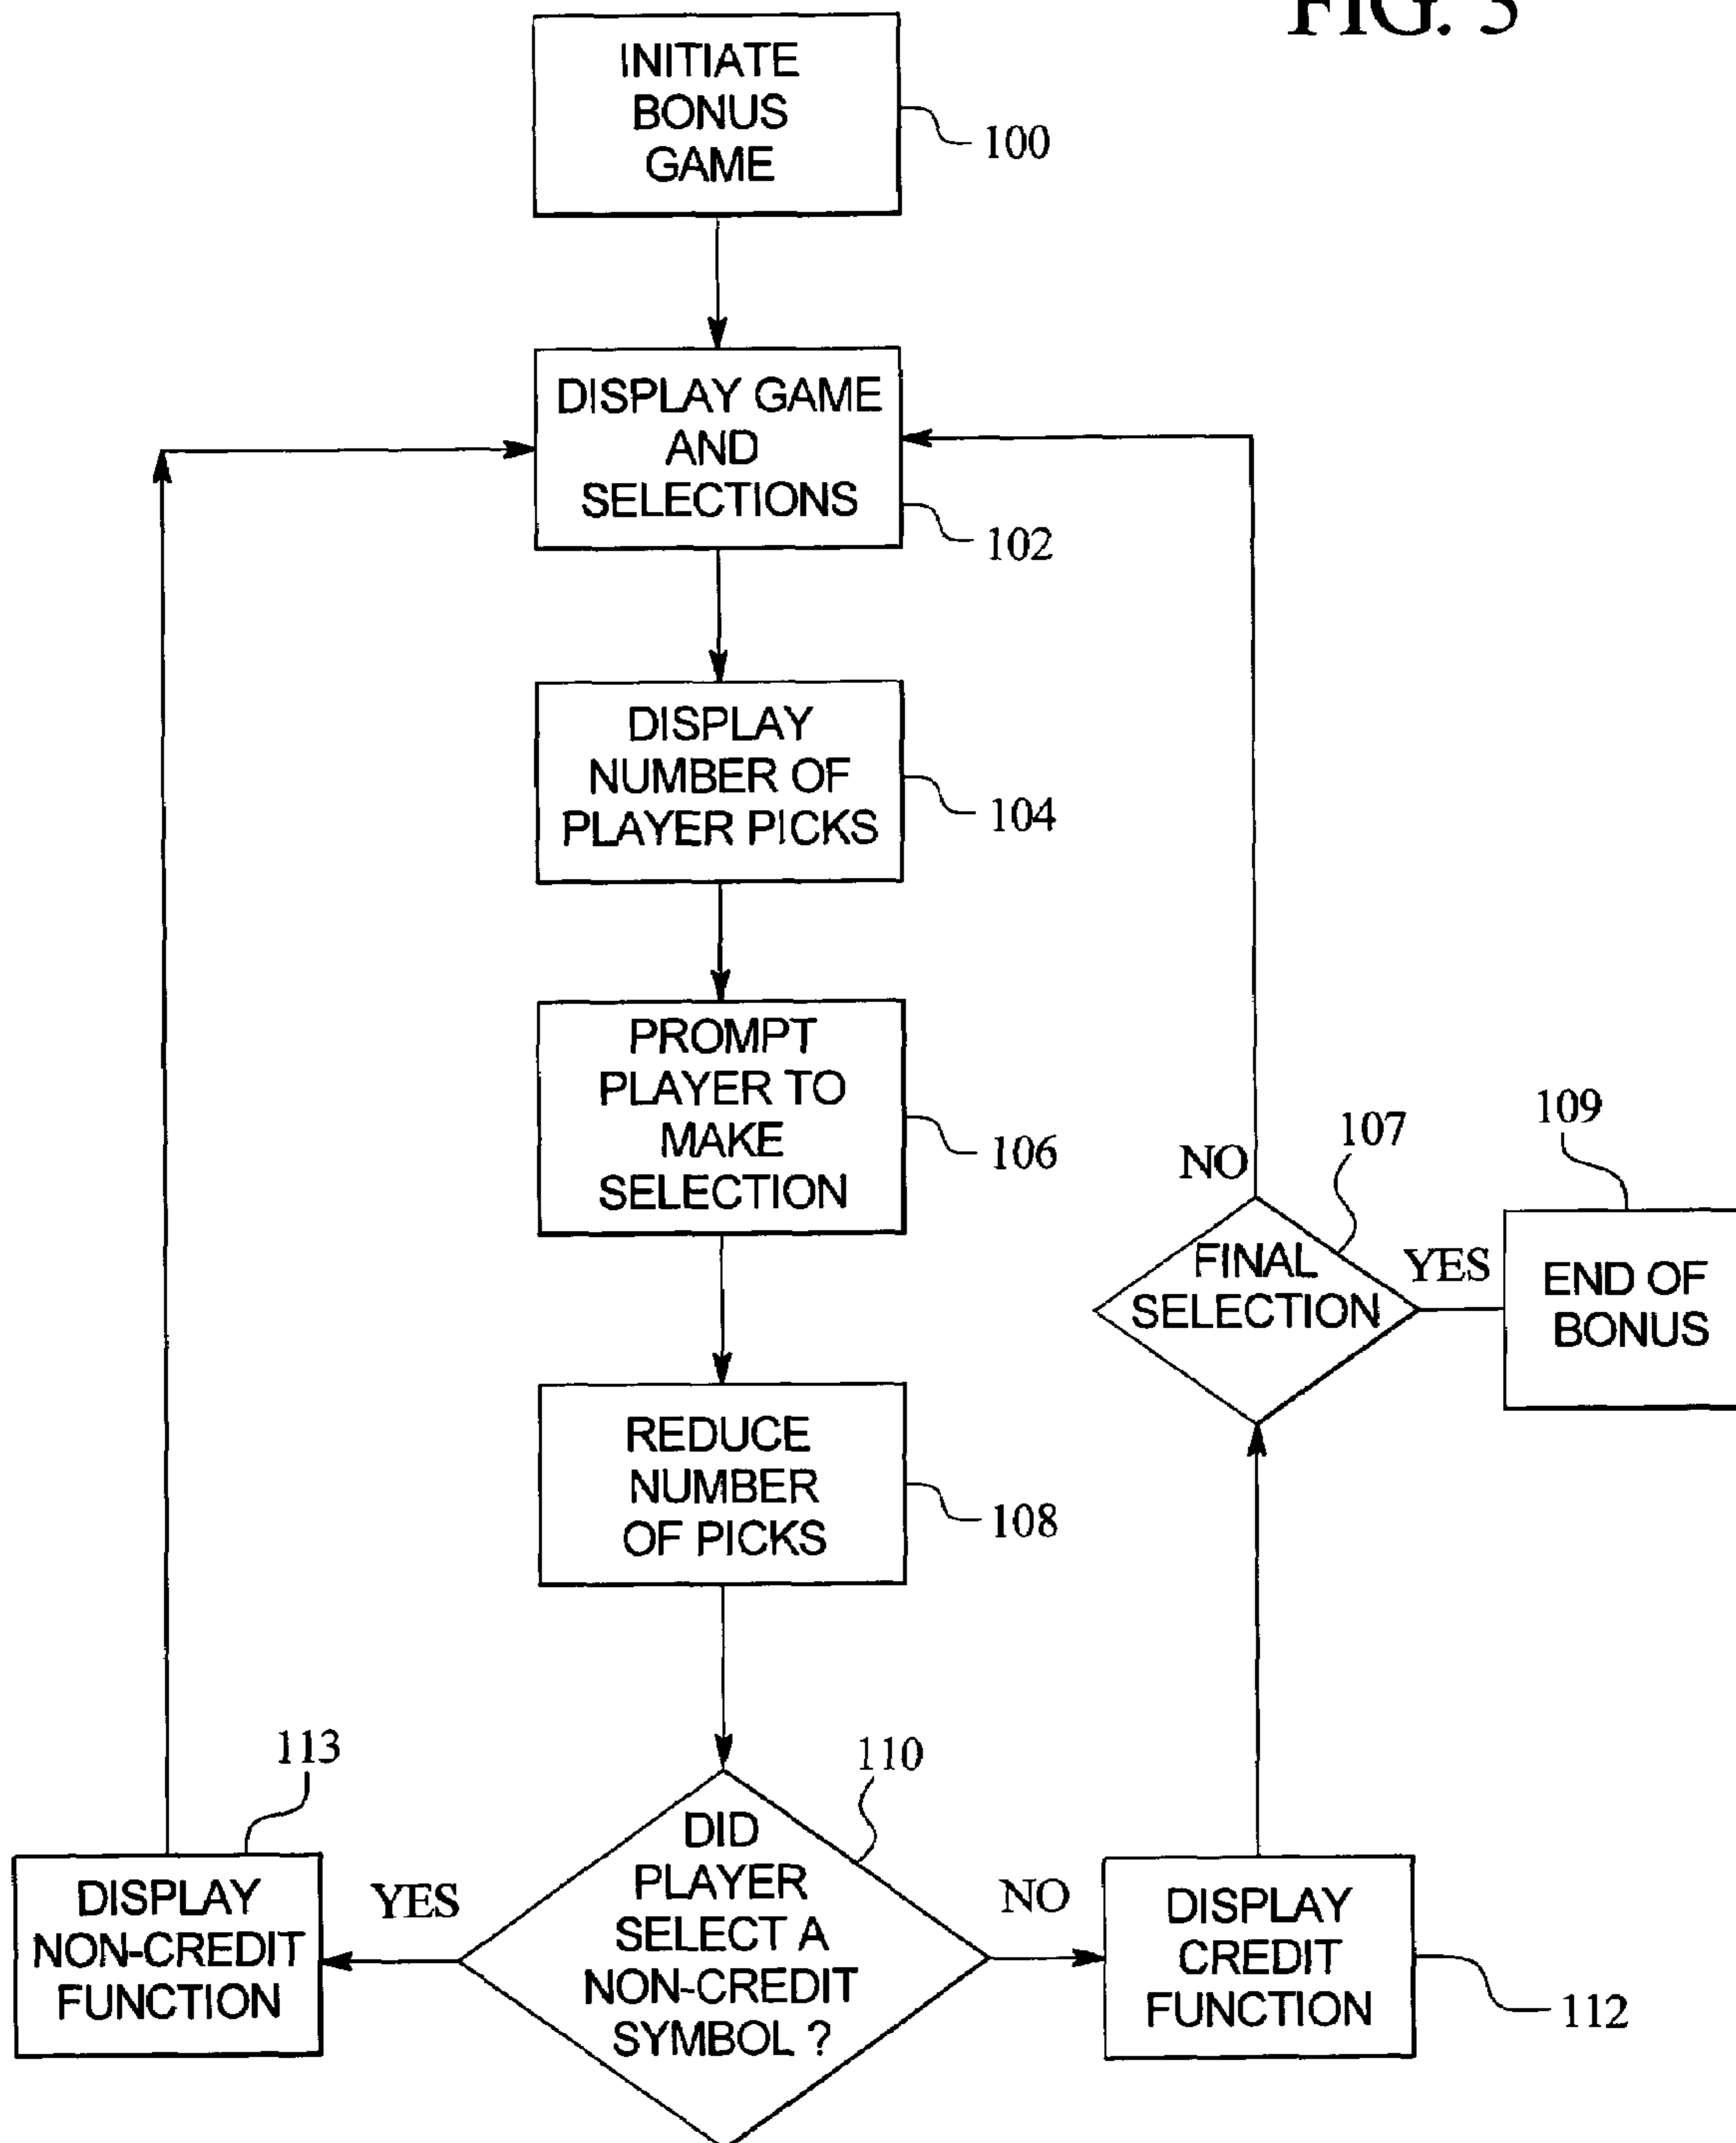 FIG. 5
INITIATE
BONUS
GAME
100
DISPLAY GAME
AND
SELECTIONS
102
DISPLAY
NUMBER OF
PLAYER PICKS
104
PROMPT
PLAYER TO
MAKE
SELECTION
106
109
107
NO
FINAL
SELECTION
YES
END OF
BONUS
REDUCE
NUMBER
OF PICKS
108
113
110
DISPLAY
NON-CREDIT
FUNCTION
YES
DID
PLAYER
SELECT A
NON-CREDIT
SYMBOL ?
NO
DISPLAY
CREDIT
FUNCTION
112